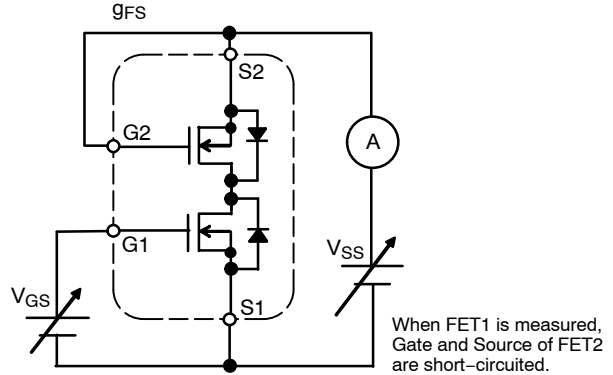 gFS
S2
G2
A
G1
VSS
VGS
S1
When FET1 is measured,
Gate and Source of FET2
are short−circuited.